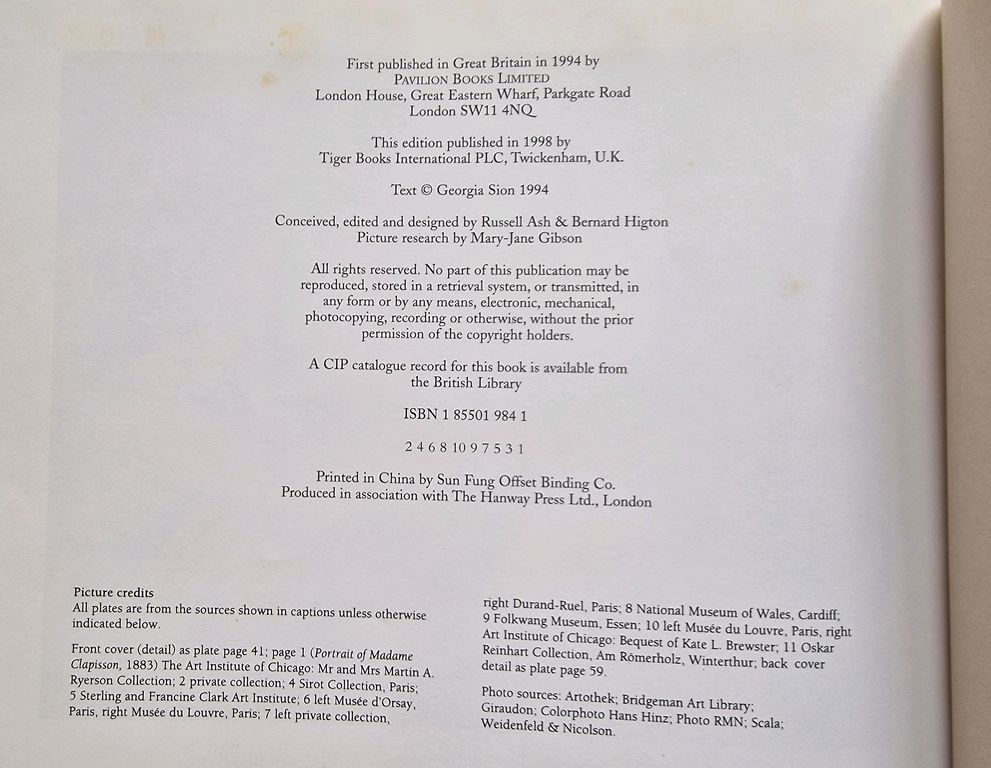 First published in Great Britain in 1994 by
PAVILION BOOKS LIMITED
London House, Great Eastern Wharf, Parkgate Road
London SW11 4NQ
This edition published in 1998 by
Tiger Books International PLC, Twickenham, U.K.
Text © Georgia Sion 1994
Conceived, edited and designed by Russell Ash & Bernard Higton
Picture research by Mary-Jane Gibson
All rights reserved. No part of this publication may be
reproduced, stored in a retrieval system, or transmitted, in
any form or by any means, electronic, mechanical,
photocopying, recording or otherwise, without the prior
permission of the copyright holders.
A CIP catalogue record for this book is available from
the British Library
ISBN 1 85501 984 1
2 4 6 8 10 9 7 5 3 1
Printed in China by Sun Fung Offset Binding Co.
Produced in association with The Hanway Press Ltd., London
Picture credits
All plates are from the sources shown in captions unless otherwise
indicated below.
Front cover (detail) as plate page 41; page 1 (Portrait of Madame
Clapisson, 1883) The Art Institute of Chicago: Mr and Mrs Martin A.
Ryerson Collection; 2 private collection; 4 Sirot Collection, Paris;
5 Sterling and Francine Clark Art Institute; 6 left Musée d'Orsay,
Paris, right Musée du Louvre, Paris; 7 left private collection,
right Durand-Ruel, Paris; 8 National Museum of Wales, Cardiff;
9 Folkwang Museum, Essen; 10 left Musée du Louvre, Paris, right
Art Institute of Chicago: Bequest of Kate L. Brewster; 11 Oskar
Reinhart Collection, Am Römerholz, Winterthur; back cover
detail as plate page 59.
Photo sources: Artothek; Bridgeman Art Library;
Giraudon; Colorphoto Hans Hinz; Photo RMN; Scala;
Weidenfeld & Nicolson.